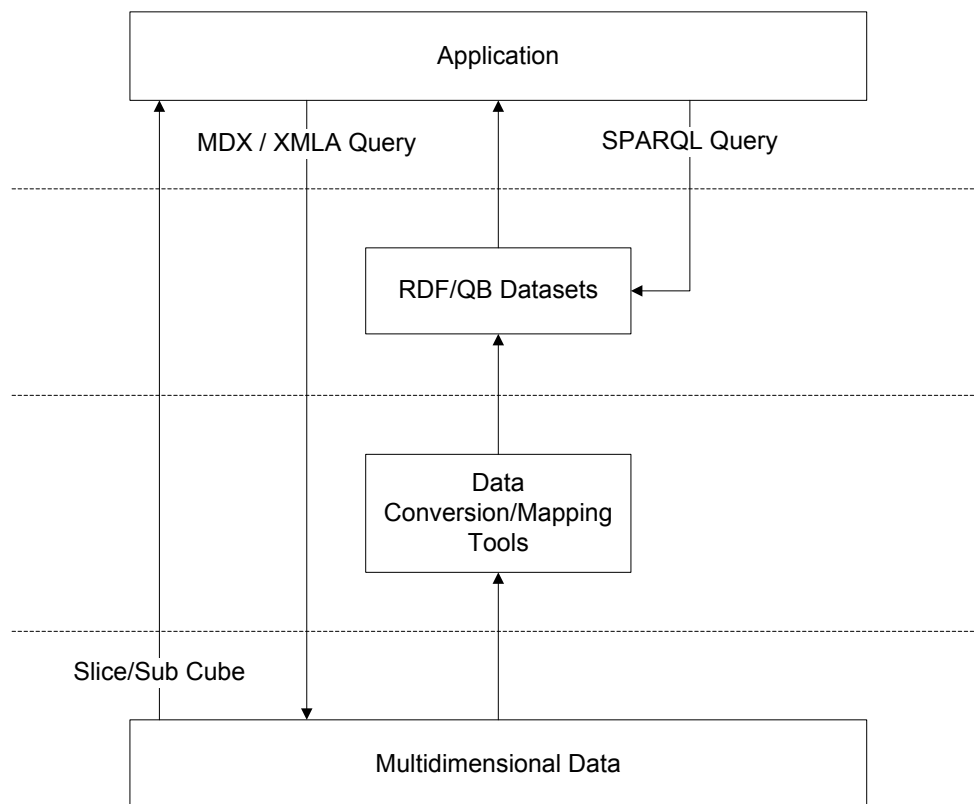 Application
MDX / XMLA Query
SPARQL Query
RDF/QB Datasets
Data
Conversion/Mapping
Tools
Slice/Sub Cube
Multidimensional Data